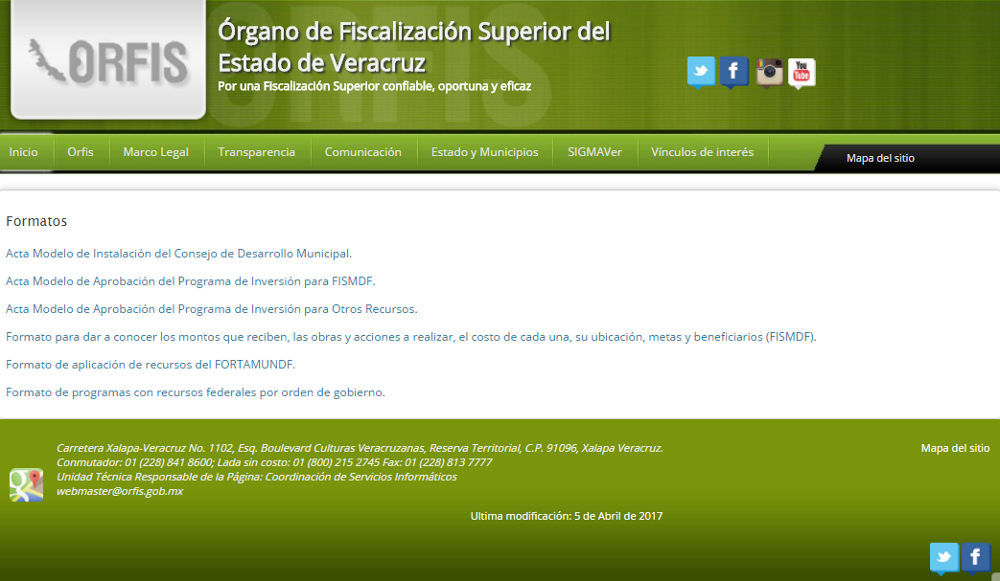 ORFIS
Órgano de Fiscalización Superior del
Estado de Veracruz
Por una Fiscalización Superior confiable, oportuna y eficaz
You
Tube
Inicio
Orfis
Marco Legal
Transparencia
Comunicación
Estado y Municipios
SIGMAVer
Vínculos de interés
Mapa del sitio
Formatos
Acta Modelo de Instalación del Consejo de Desarrollo Municipal.
Acta Modelo de Aprobación del Programa de Inversión para FISMDF.
Acta Modelo de Aprobación del Programa de Inversión para Otros Recursos.
Formato para dar a conocer los montos que reciben, las obras y acciones a realizar, el costo de cada una, su ubicación, metas y beneficiarios (FISMDF).
Formato de aplicación de recursos del FORTAMUNDF.
Formato de programas con recursos federales por orden de gobierno.
Carretera Xalapa-Veracruz No. 1102, Esq. Boulevard Culturas Veracruzanas, Reserva Territorial, C.P. 91096, Xalapa Veracruz.
Conmutador: 01 (228) 841 8600; Lada sin costo: 01 (800) 215 2745 Fax: 01 (228) 813 7777
Unidad Técnica Responsable de la Página: Coordinación de Servicios Informáticos
webmaster@orfis.gob.mx
Mapa del sitio
Ultima modificación: 5 de Abril de 2017